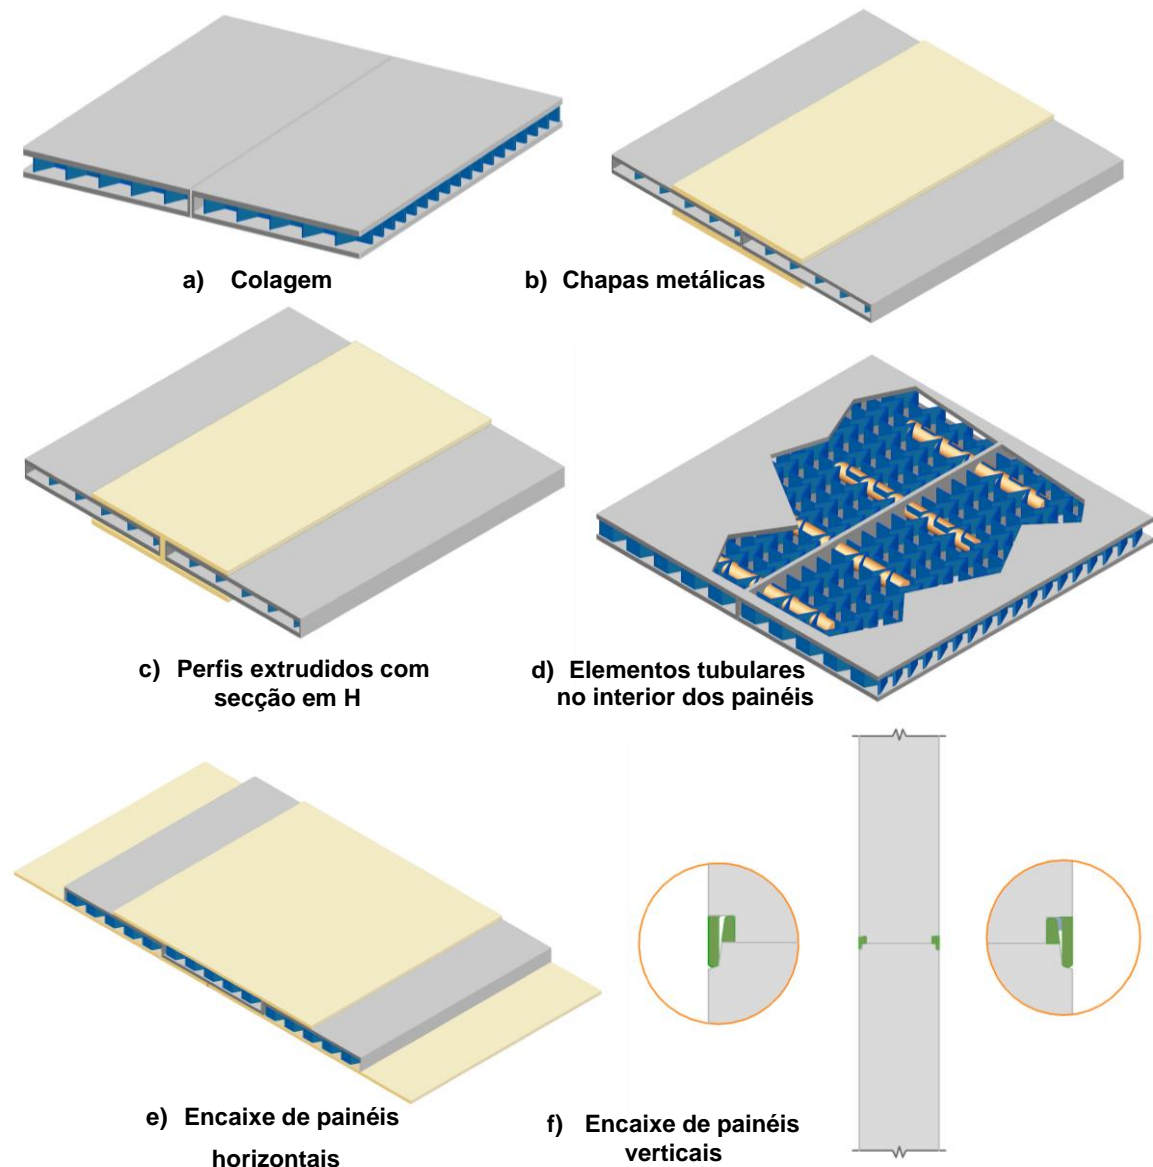 a) Colagem
b) Chapas metálicas
c) Perfis extrudidos com
secção em H
d) Elementos tubulares
no interior dos painéis
e) Encaixe de painéis
horizontais
f) Encaixe de painéis
verticais